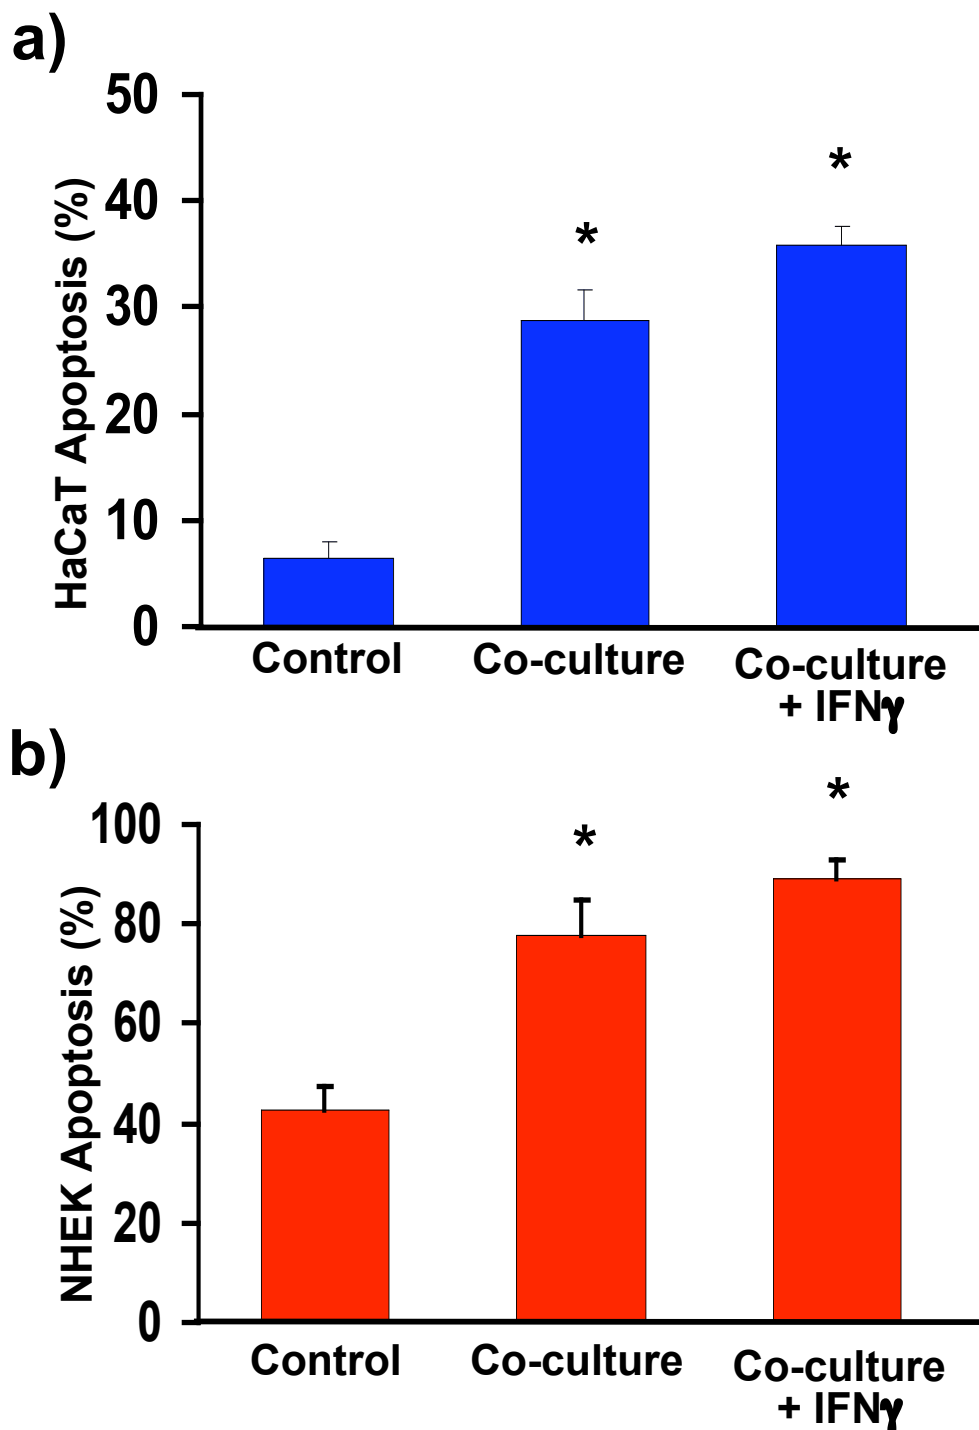 a)
HaCaT Apoptosis (%)
50
40
30
20
10
0
*
*
Control
Co-culture
Co-culture
+ IFNγ
b)
NHEK Apoptosis (%)
100
80
60
40
20
0
*
*
Control
Co-culture
Co-culture
+ IFNγ